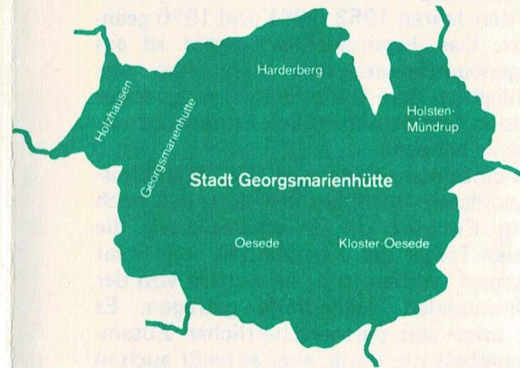 Harderberg
Holzhausen
Georgsmarienhütte
Holsten-
Mündrup
Stadt Georgsmarienhütte
Oesede
Kloster-Oesede